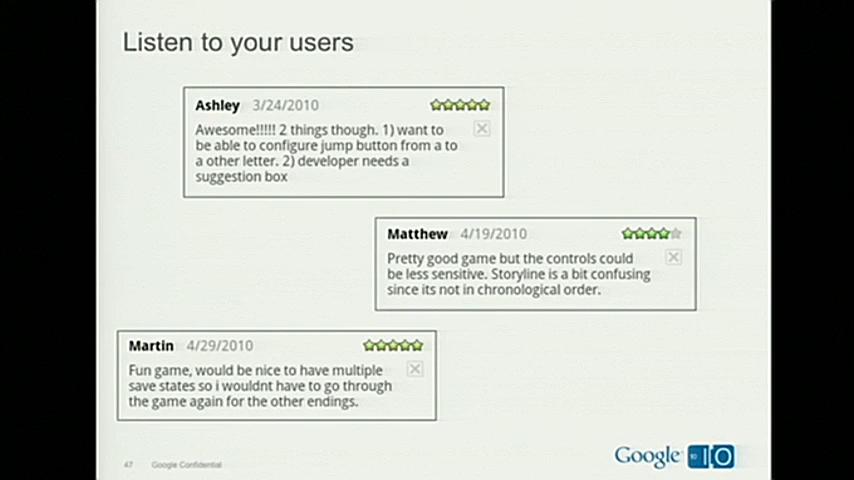 Listen to your users
Ashley 3/24/2010
Awesome!!!!! 2 things though. 1) want to
be able to configure jump button from a to
a other letter. 2) developer needs a
suggestion box
Matthew 4/19/2010
Pretty good game but the controls could
be less sensitive. Storyline is a bit confusing
since its not in chronological order.
Martin 4/29/2010
Fun game, would be nice to have multiple
save states so i wouldnt have to go through
the game again for the other endings.
47 Google Confidential
Google 10 IO